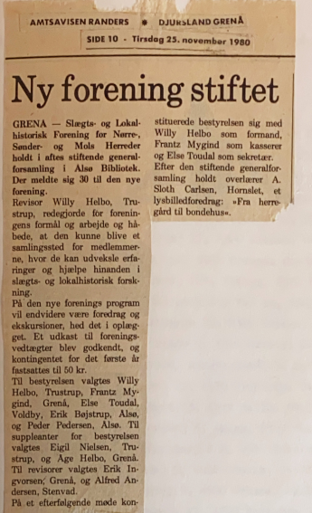 AMTSAVISEN RANDERS ● DJURSLAND GRENÅ
SIDE 10 - Tirsdag 25. november 1980
Ny forening stiftet
GRENA — Slægts- og Lokal-
historisk Forening for Nørre-,
Sønder- og Mols Herreder
holdt i aftes stiftende general-
forsamling i Alsø Bibliotek.
Der meldte sig 30 til den nye
forening.
Revisor Willy Helbo, Tru-
strup, redegjorde for forenin-
gens formål og arbejde og hå-
bede, at den kunne blive et
samlingssted for medlemmer-
ne, hvor de kan udveksle erfa-
ringer og hjælpe hinanden i
slægts- og lokalhistorisk forsk-
ning.
På den nye forenings program
vil endvidere være foredrag og
ekskursioner, hed det i oplæg-
get. Et udkast til forenings-
vedtægter blev godkendt, og
kontingentet for det første år
fastsattes til 50 kr.
Til bestyrelsen valgtes Willy
Helbo, Trustrup, Frantz My-
gind, Grenå, Else Toudal,
Voldby, Erik Bøjstrup, Alsø,
og Peder Pedersen, Alsø. Til
suppleanter for bestyrelsen
valgtes Eigil Nielsen, Tru-
strup, og Age Helbo, Grenå.
Til revisorer valgtes Erik In-
gvorsen, Grenå, og Alfred An-
dersen, Stenvad.
På et efterfølgende møde kon-
stituerede bestyrelsen sig med
Willy Helbo som formand,
Frantz Mygind som kasserer
og Else Toudal som sekretær.
Efter den stiftende generalfor-
samling holdt overlærer A.
Sloth Carlsen, Hornslet, et
lysbilledforedrag: »Fra herre-
gård til bondehus«.